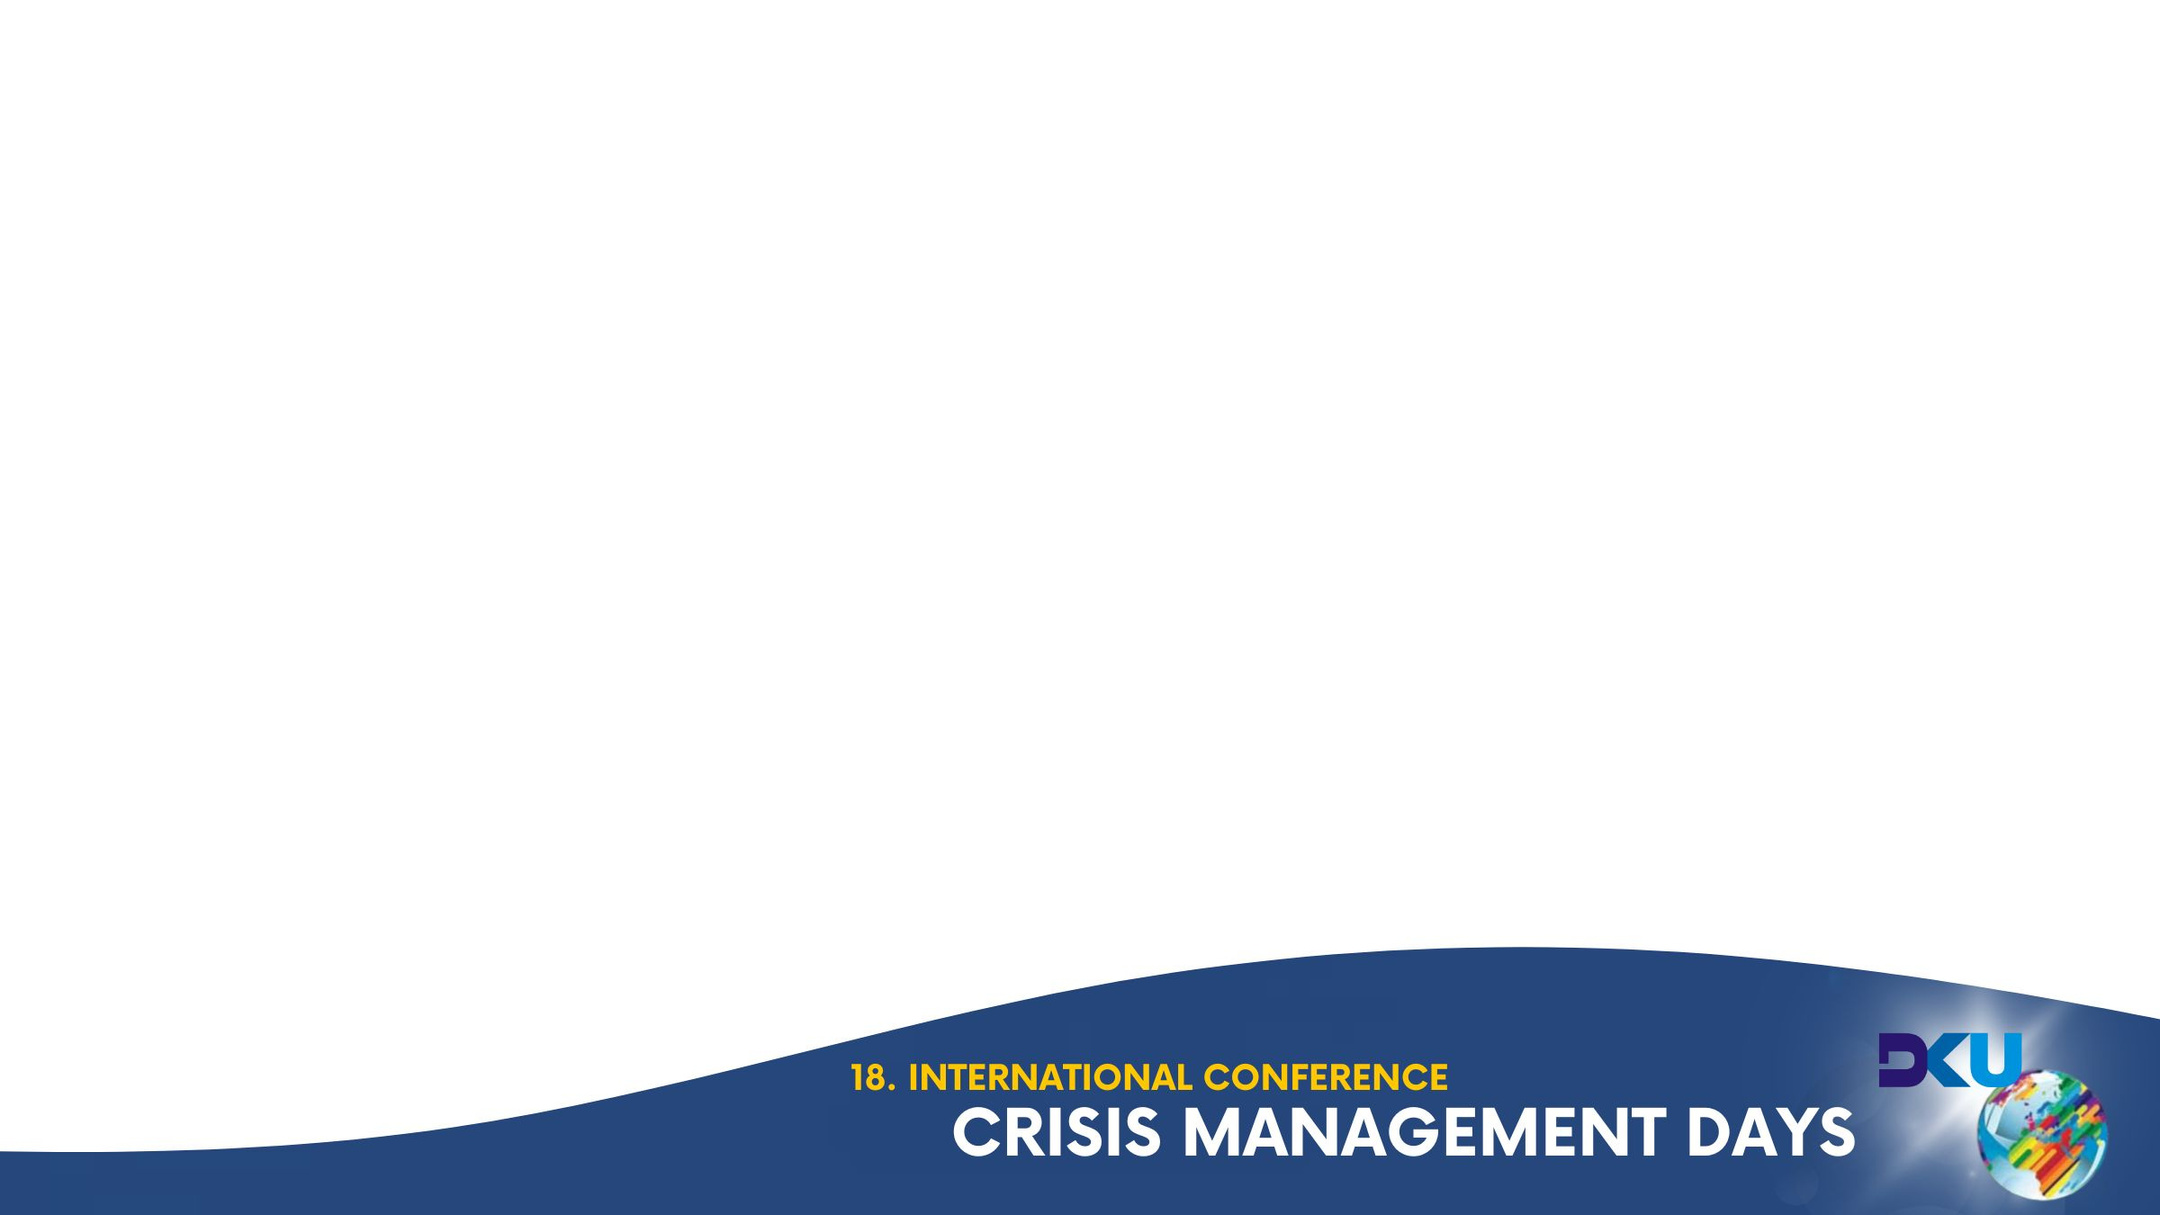 DKU
18. INTERNATIONAL CONFERENCE
CRISIS MANAGEMENT DAYS